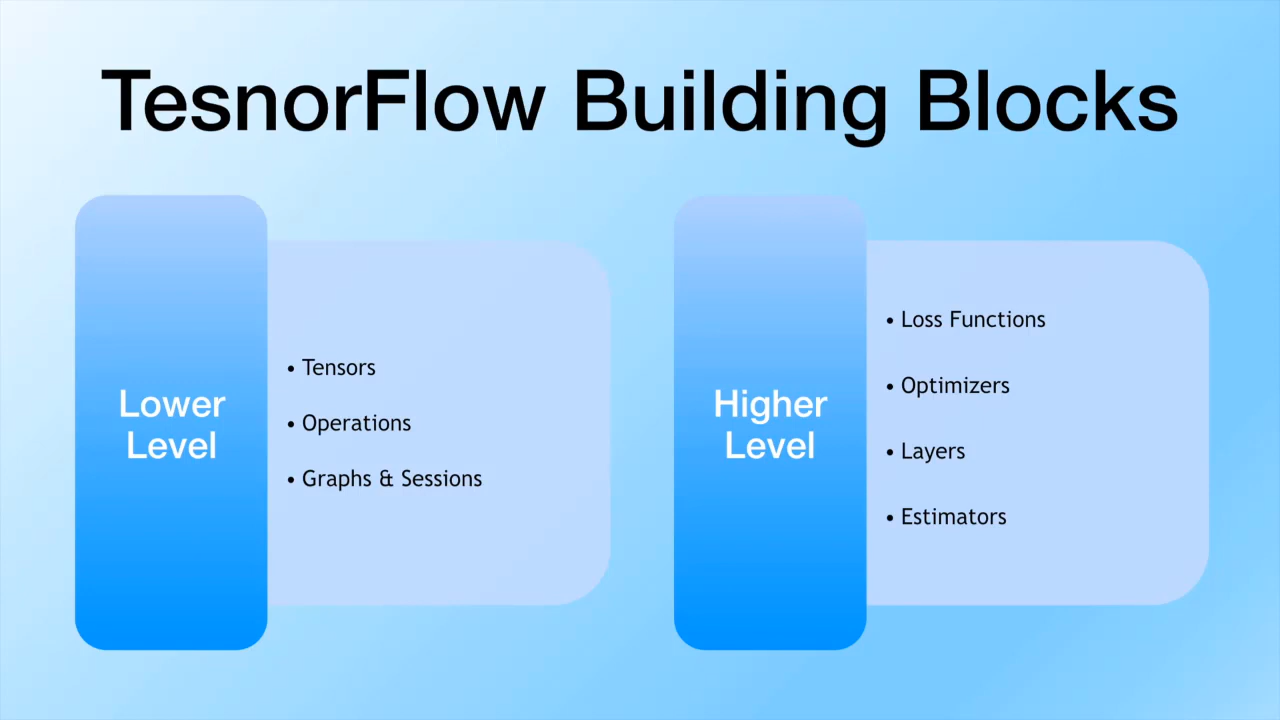 TesnorFlow Building Blocks
Lower
Level
• Tensors
• Operations
• Graphs & Sessions
Higher
Level
• Loss Functions
• Optimizers
• Layers
• Estimators